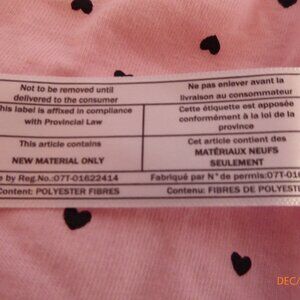 Not to be removed until
delivered to the consumer
Ne pas enlever avant la
livraison au consommateur
This label is affixed in compliance
with Provincial Law
Cette étiquette est apposée
conformément à la loi de la
province
This article contains
NEW MATERIAL ONLY
Cet article contient des
MATÉRIAUX NEUFS
SEULEMENT
by Reg.No.:07T-01622414
Fabriqué par N° de permis:07T-016
Content: POLYESTER FIBRES
Contenu: FIBRES DE POLYES
DEC/